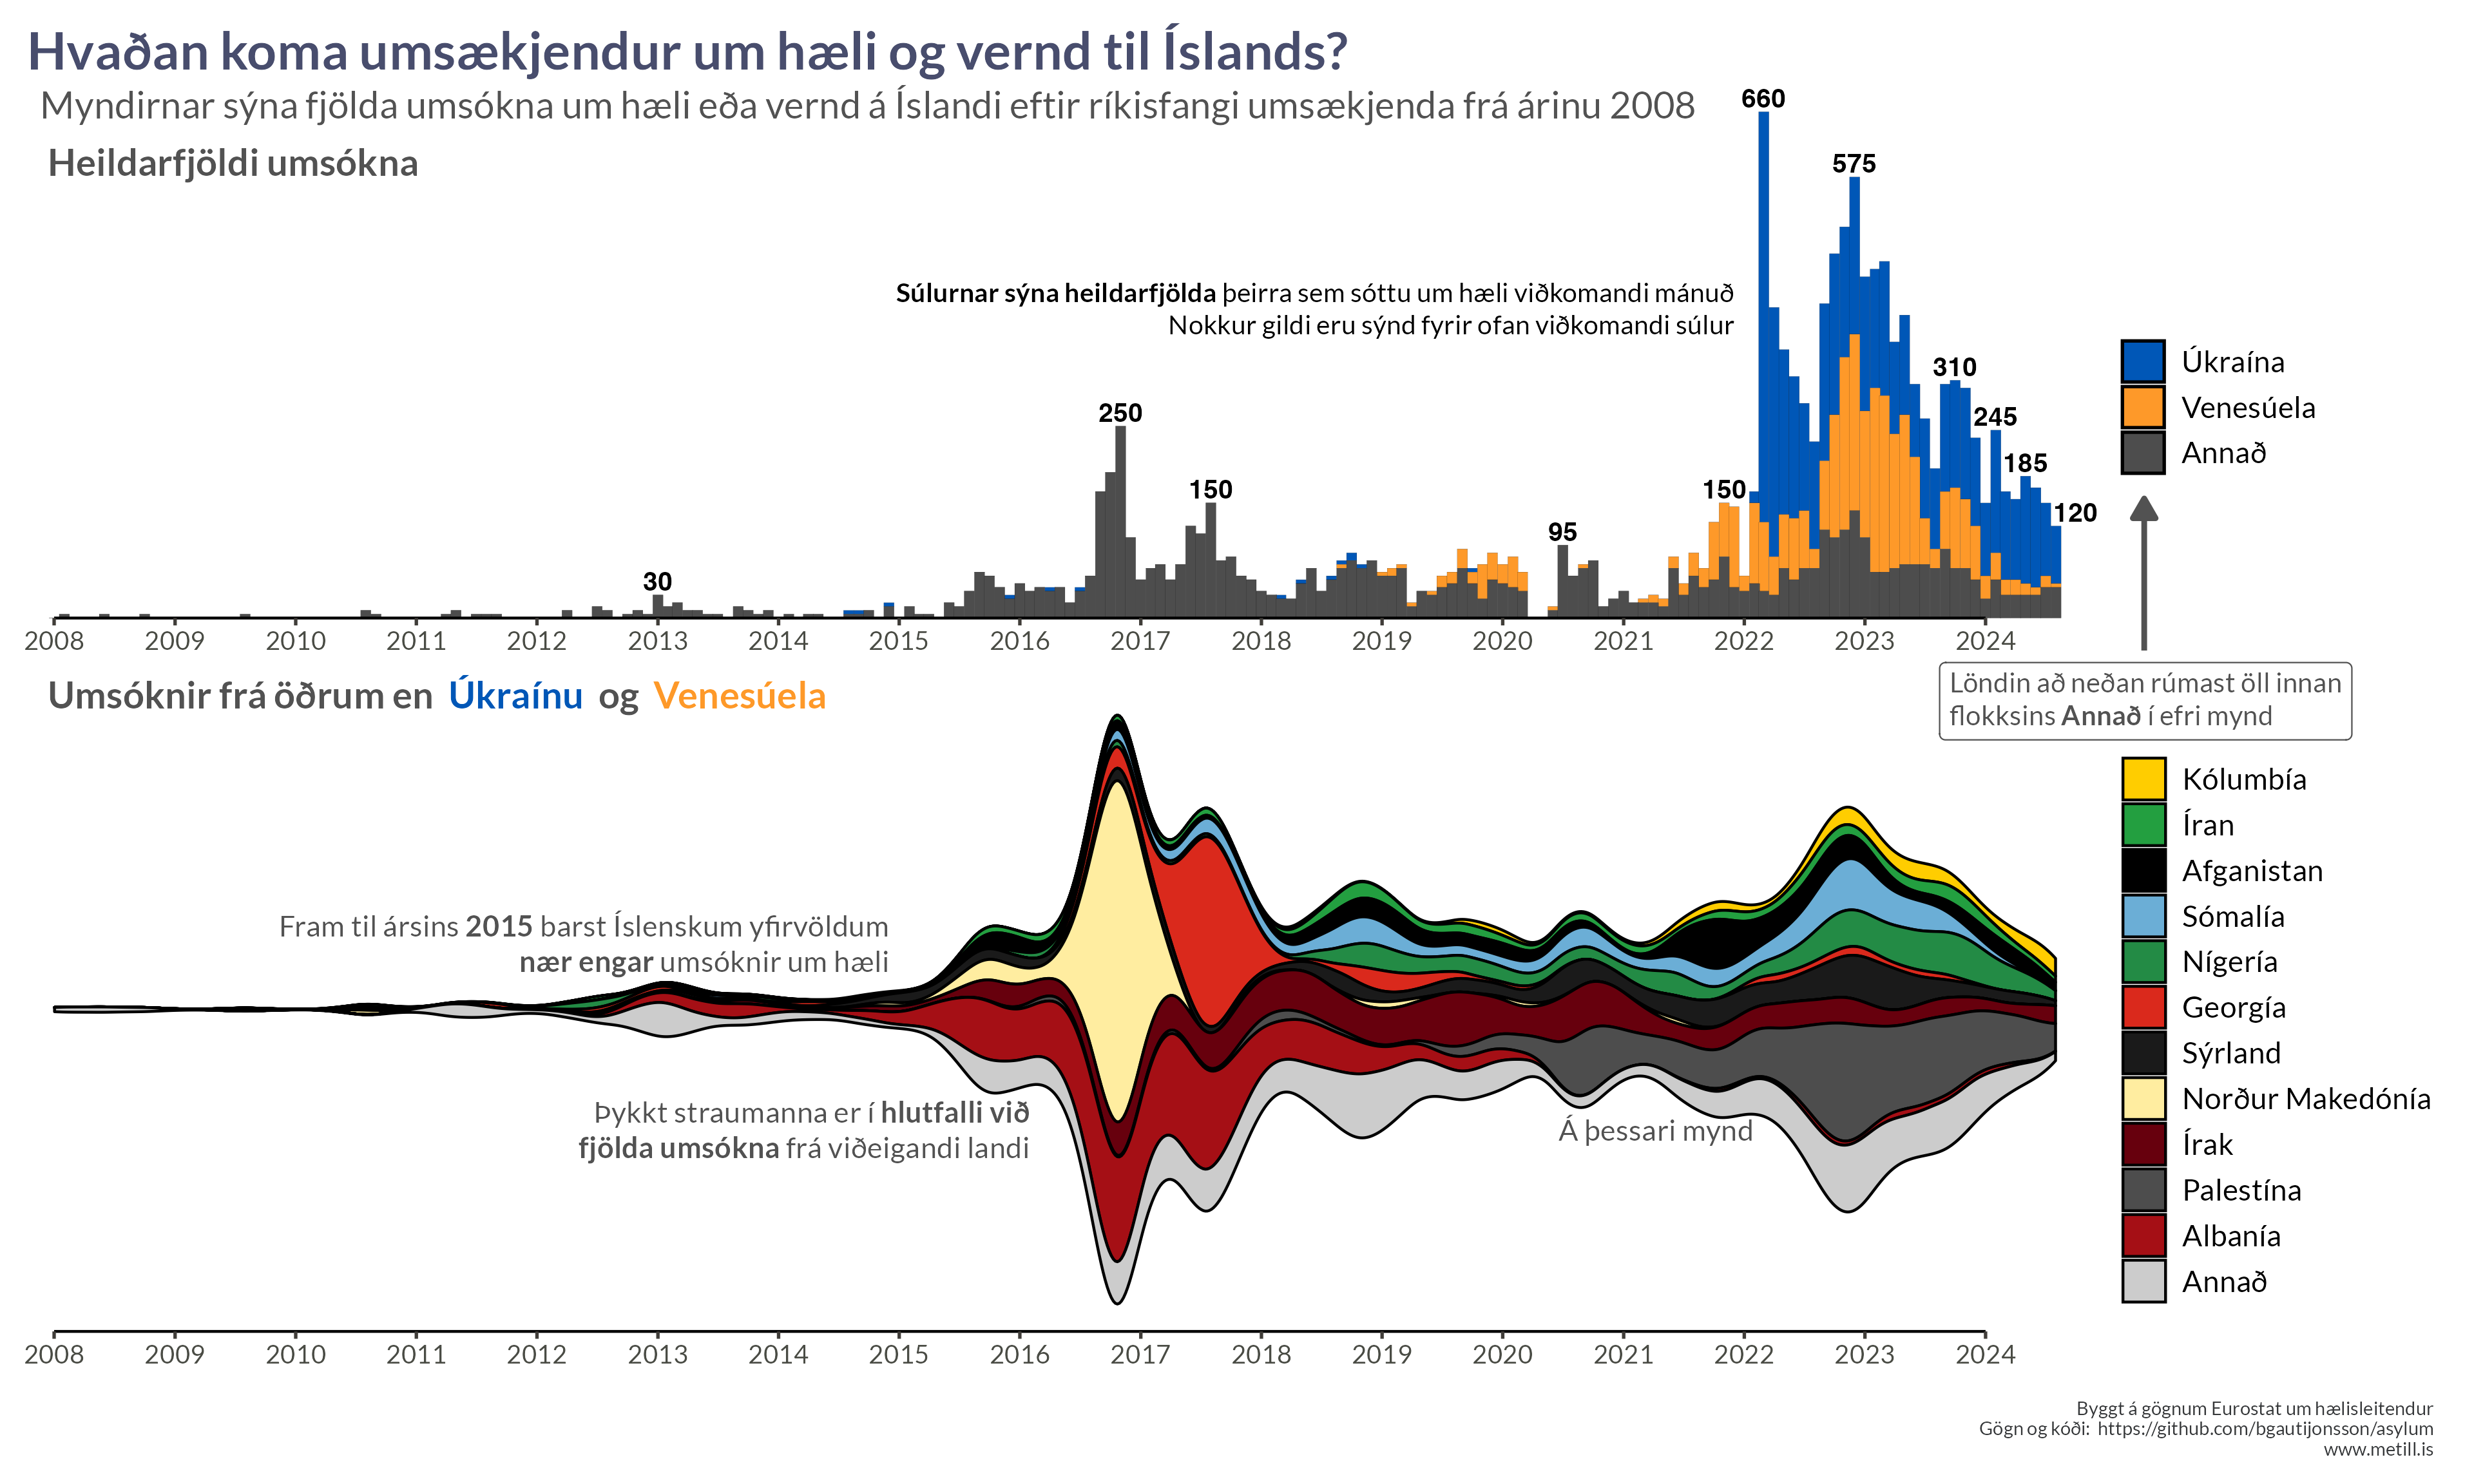 Hvaðan koma umsækjendur um hæli og vernd til Íslands?
Myndirnar sýna fjölda umsókna um hæli eða vernd á Íslandi eftir ríkisfangi umsækjenda frá árinu 2008
Heildarfjöldi umsókna
Súlurnar sýna heildarfjölda þeirra sem sóttu um hæli viðkomandi mánuð
Nokkur gildi eru sýnd fyrir ofan viðkomandi súlur
30
250
150
95
150
660
575
310
245
185
120
Úkraína
Venesúela
Annað
2008 2009 2010 2011 2012 2013 2014 2015 2016 2017 2018 2019 2020 2021 2022 2023 2024
Löndin að neðan rúmast öll innan
flokksins Annað í efri mynd
Umsóknir frá öðrum en Úkraínu og Venesúela
Fram til ársins 2015 barst Íslenskum yfirvöldum
nær engar umsóknir um hæli
Þykkt straumanna er í hlutfalli við
fjölda umsókna frá viðeigandi landi
Á þessari mynd
Kólumbía
Íran
Afganistan
Sómalía
Nígería
Georgía
Sýrland
Norður Makedónía
Írak
Palestína
Albanía
Annað
2008 2009 2010 2011 2012 2013 2014 2015 2016 2017 2018 2019 2020 2021 2022 2023 2024
Byggt á gögnum Eurostat um hælisleitendur
Gögn og kóði: https://github.com/bgautijonsson/asylum
www.metill.is